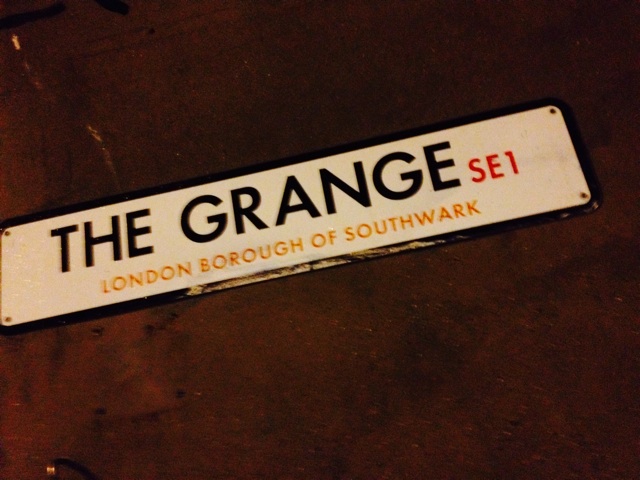 THE GRANGE SE1
LONDON BOROUGH OF SOUTHWARK